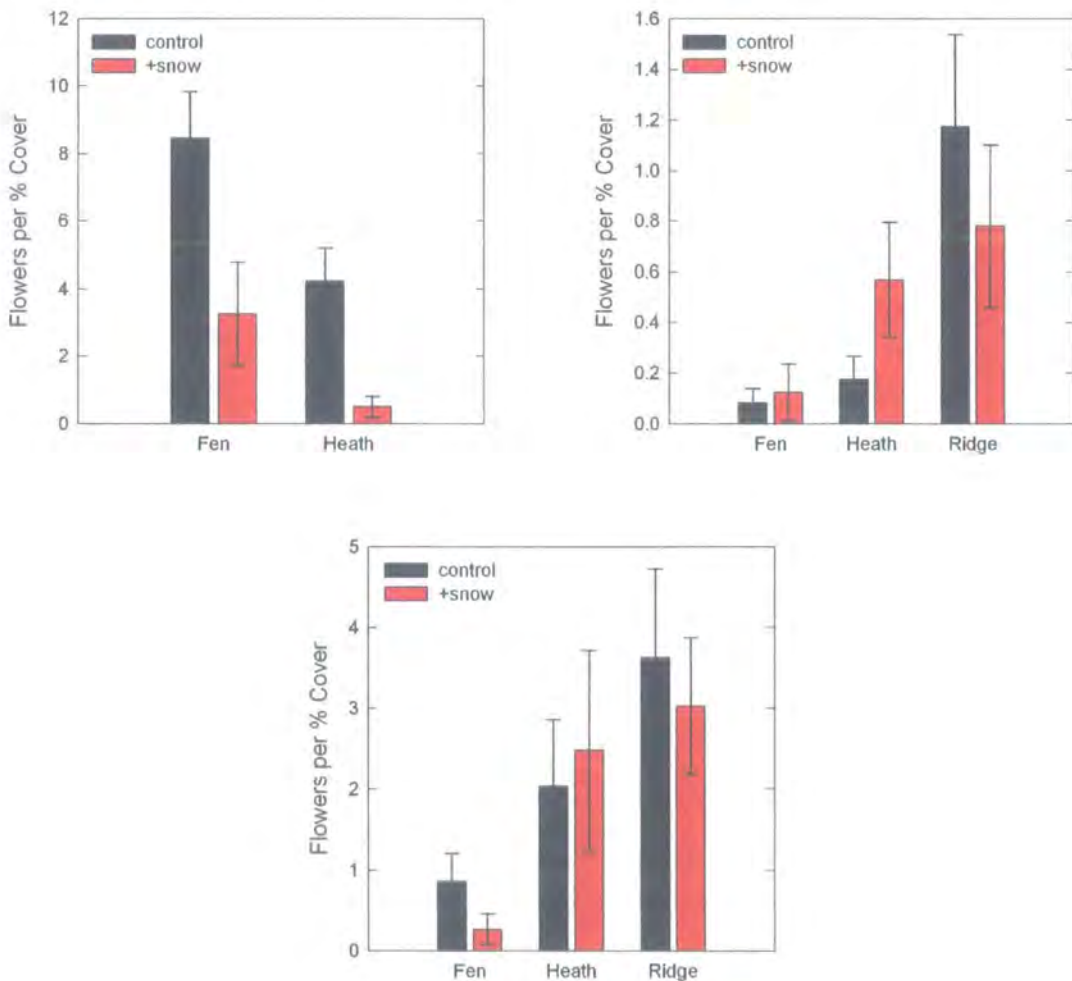 12
10
8
6
4
2
0
Flowers per % Cover
control
+snow
Fen Heath
1.6
1.4
1.2
1.0
0.8
0.6
0.4
0.2
0.0
Flowers per % Cover
control
+snow
Fen Heath Ridge
5
4
3
2
1
0
Flowers per % Cover
control
+snow
Fen Heath Ridge